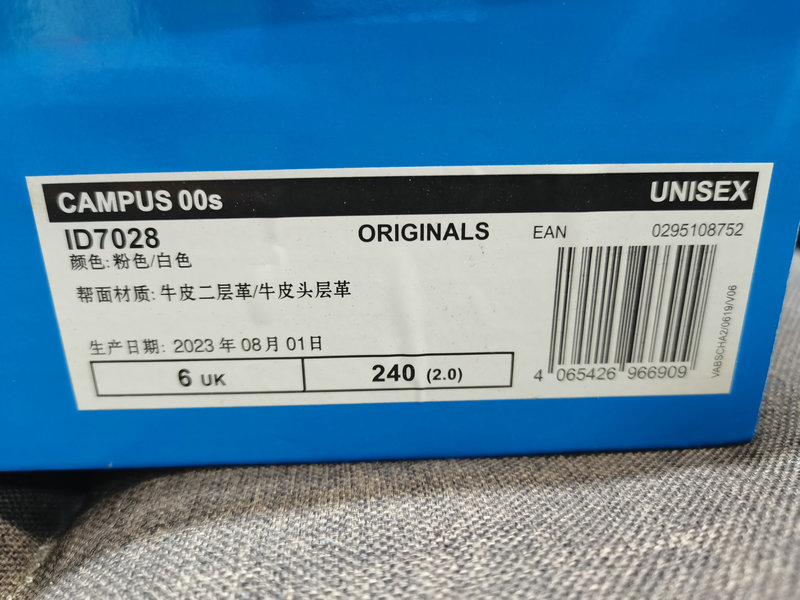 CAMPUS 00s UNISEX
ID7028 ORIGINALS EAN 0295108752
颜色:粉色/白色
帮面材质:牛皮二层革/牛皮头层革
生产日期: 2023 年 08 月 01日
6 UK 240 (2.0)
4 065426 966909
VABSCHA2/0619/V06